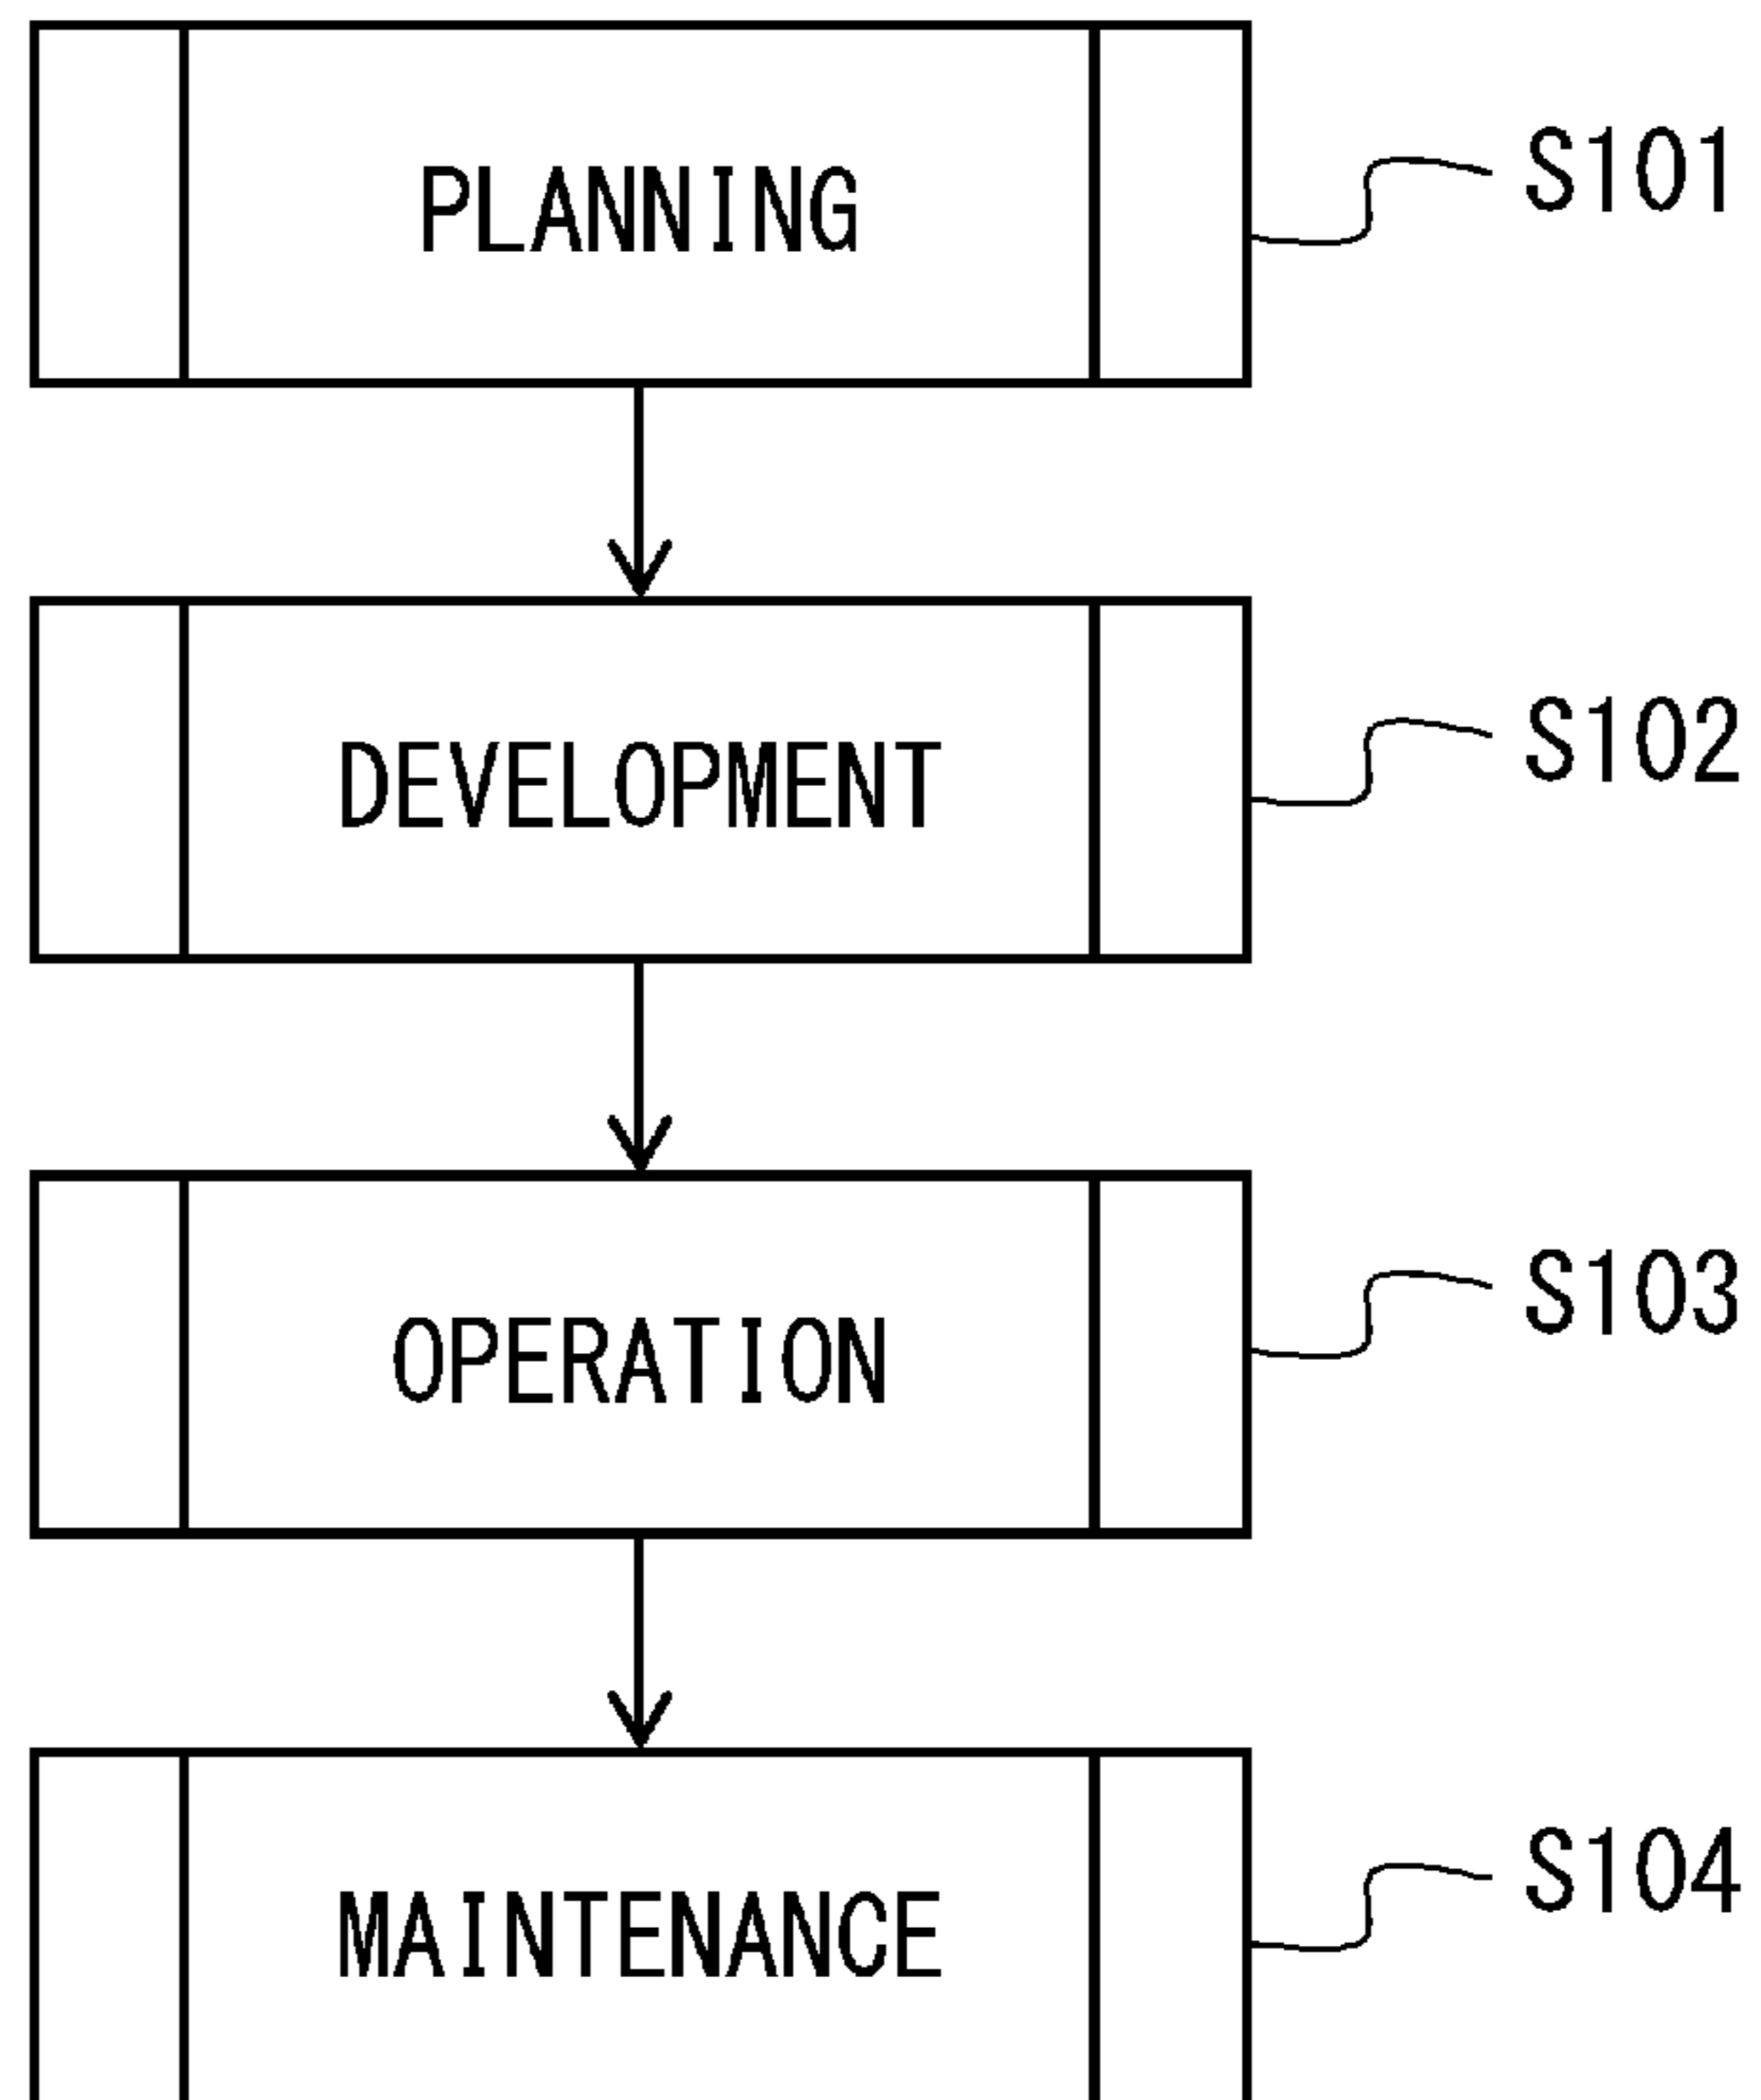 PLANNING
S101
DEVELOPMENT
S102
OPERATION
S103
MAINTENANCE
S104